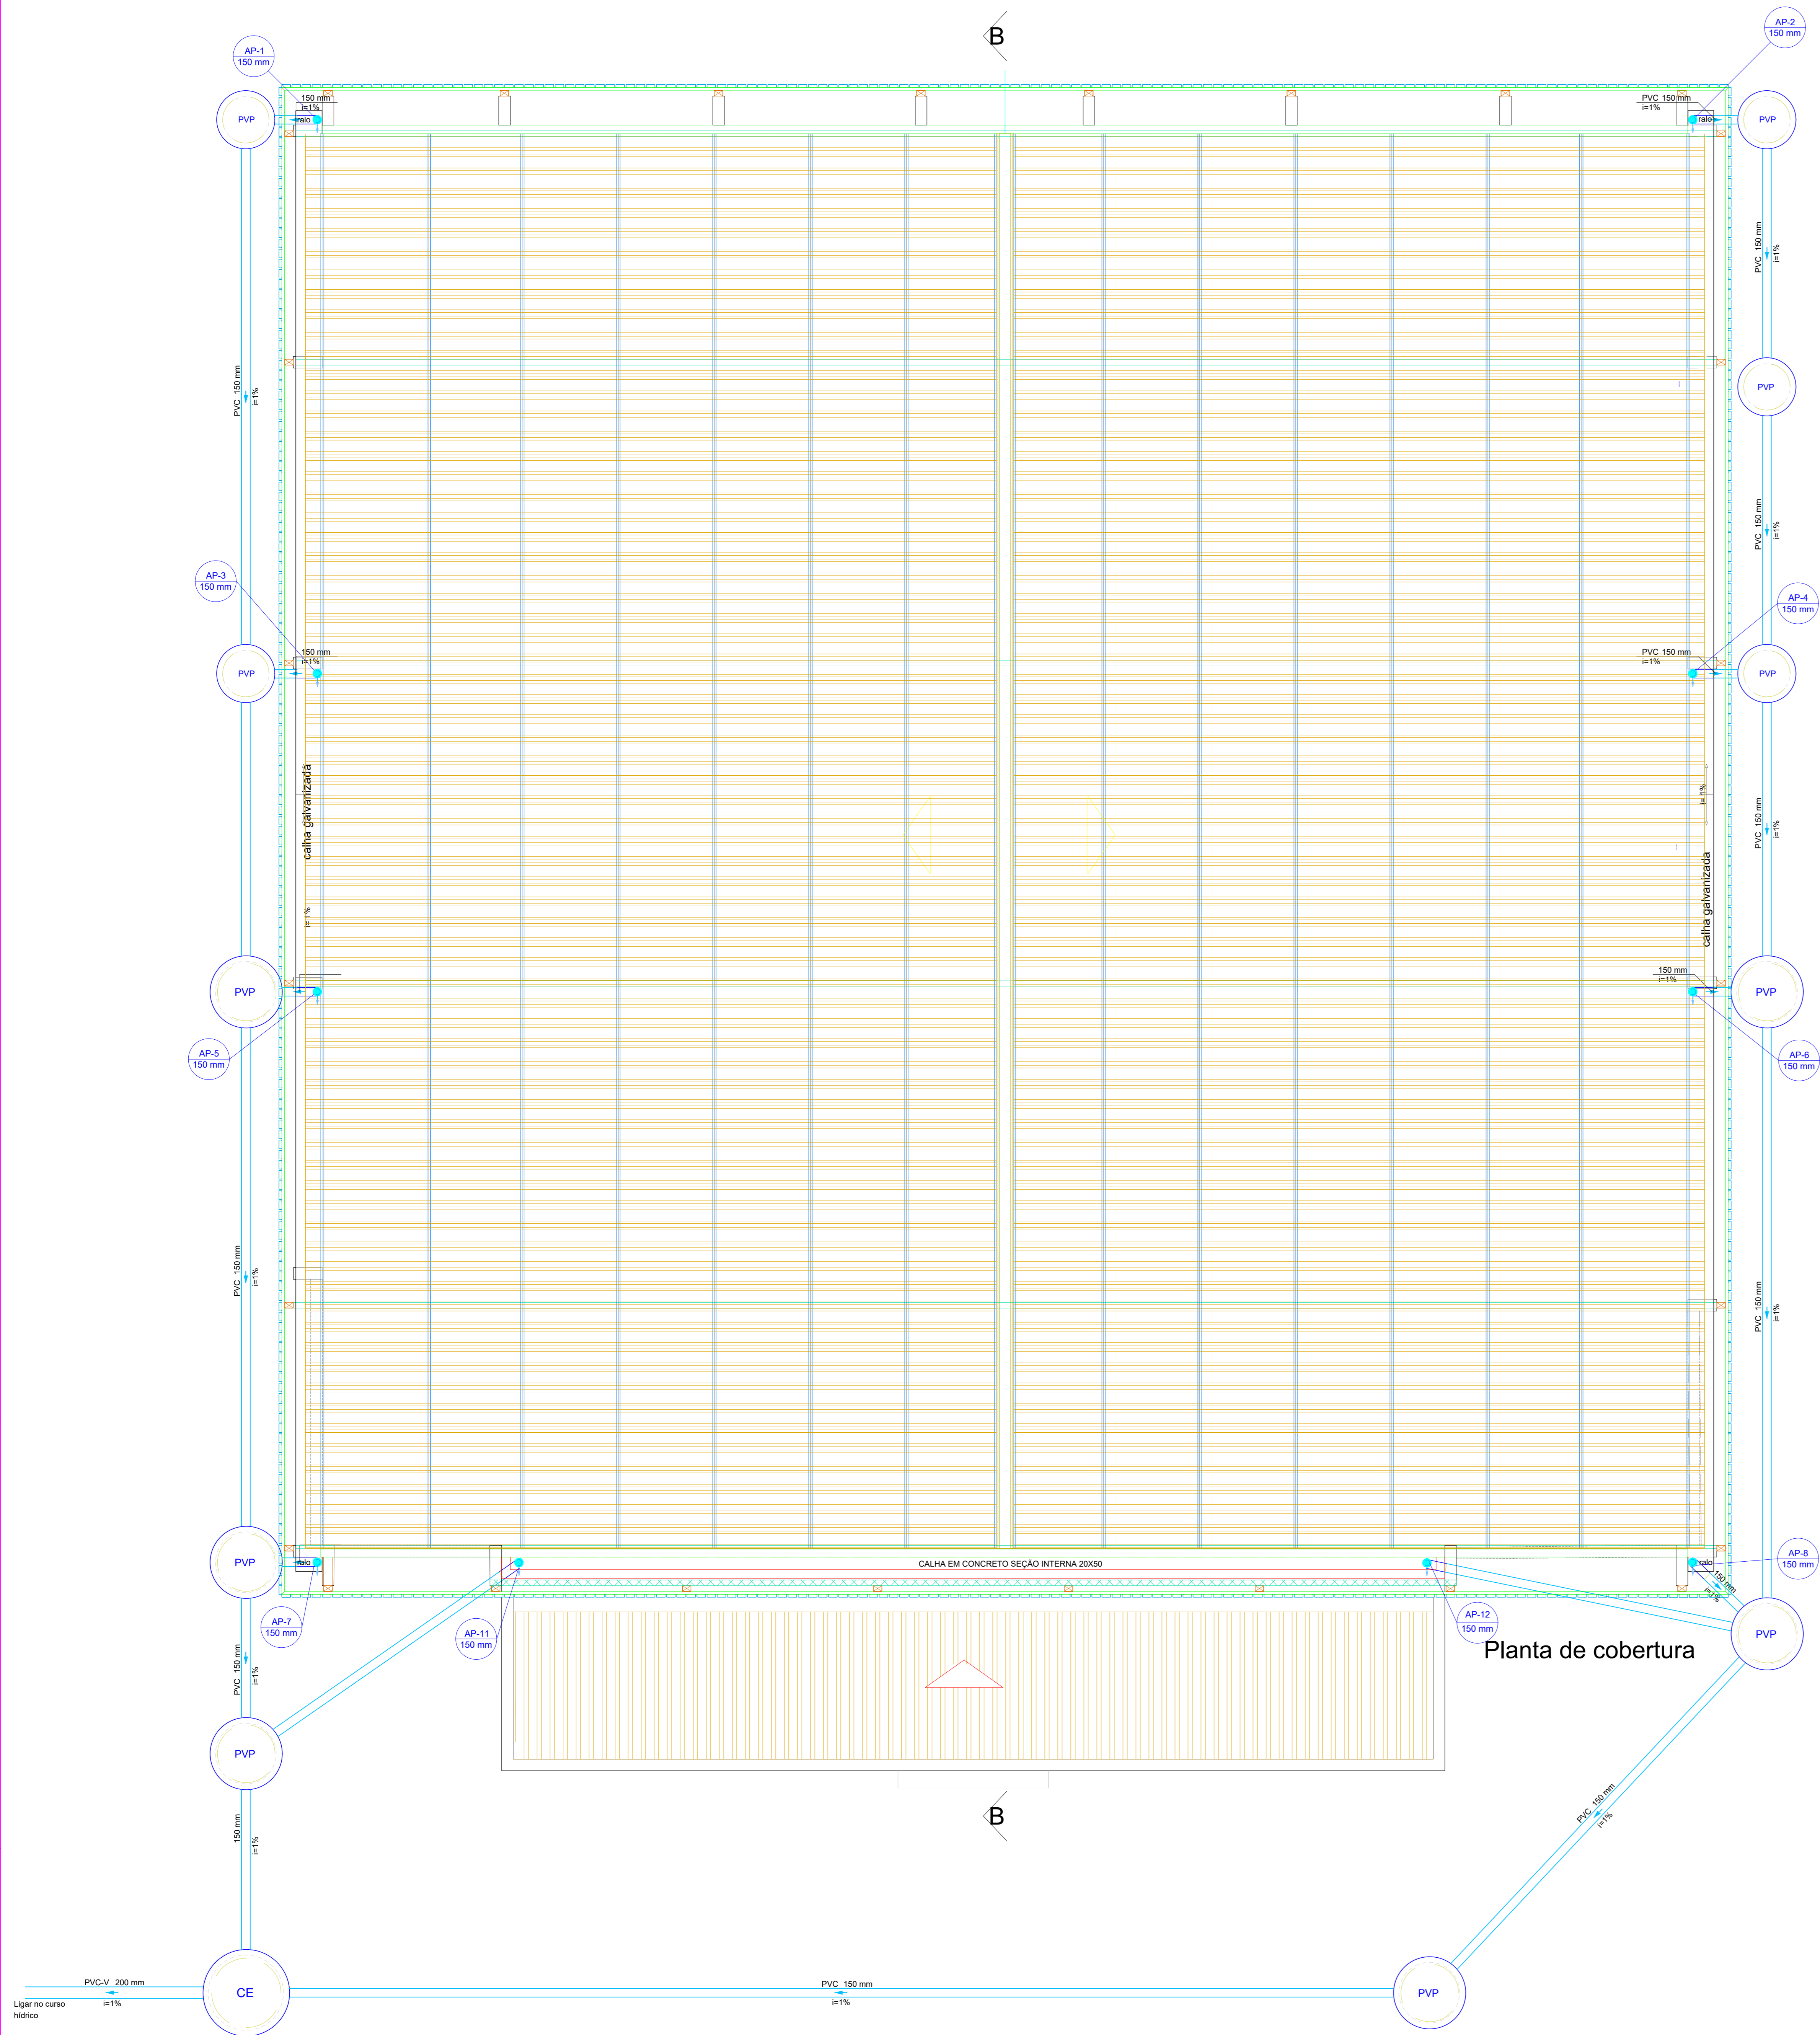 B
AP-1
150 mm
AP-2
150 mm
150 mm
i=1%
ralo
PVC 150 mm
i=1%
ralo
PVP
PVP
PVC 150 mm
i=1%
PVC 150 mm
i=1%
PVP
PVC 150 mm
i=1%
AP-3
150 mm
AP-4
150 mm
150 mm
i=1%
PVC 150 mm
i=1%
PVP
PVP
calha galvanizada
i= 1%
i= 1%
calha galvanizada
PVC 150 mm
i=1%
150 mm
i=1%
PVP
PVP
AP-5
150 mm
AP-6
150 mm
PVC 150 mm
i=1%
PVC 150 mm
i=1%
PVP
ralo
CALHA EM CONCRETO SEÇÃO INTERNA 20X50
ralo
AP-8
150 mm
150 mm
i=1%
AP-7
150 mm
AP-11
150 mm
AP-12
150 mm
Planta de cobertura
PVP
PVC 150 mm
i=1%
PVP
B
150 mm
i=1%
PVC 150 mm
i=1%
PVC-V 200 mm
i=1%
Ligar no curso
hídrico
CE
PVC 150 mm
i=1%
PVP